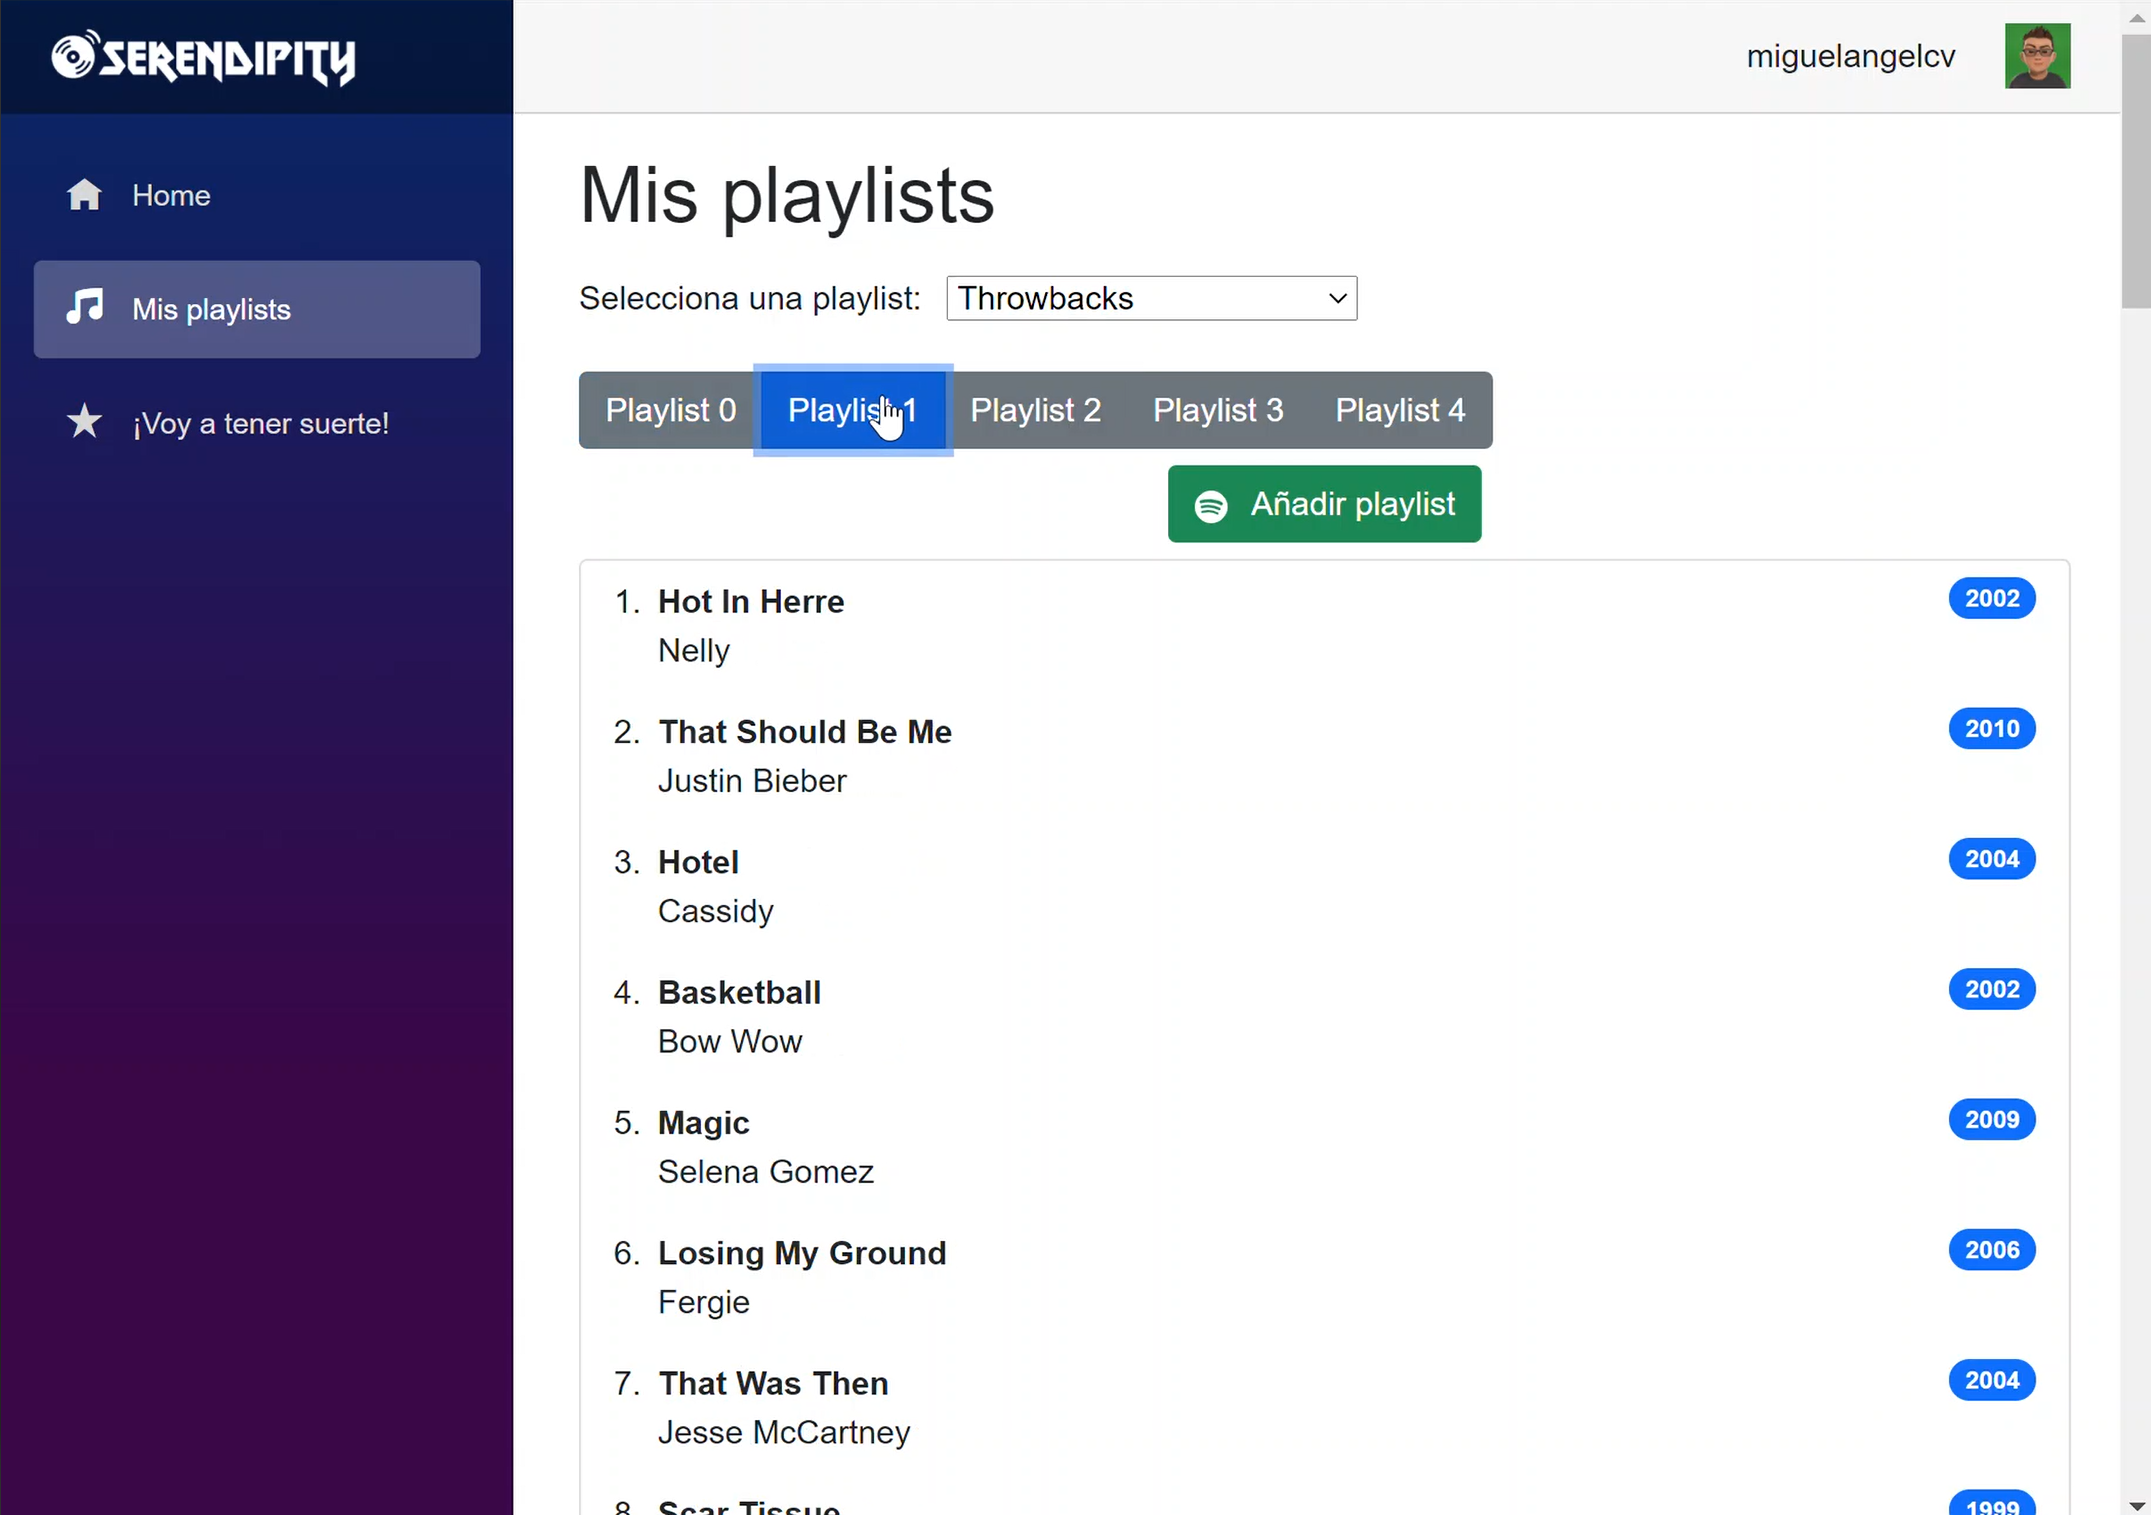 SERENDIPITY
miguelangelcv
Home
Mis playlists
¡Voy a tener suerte!
Mis playlists
Selecciona una playlist: Throwbacks
Playlist 0 Playlist 1 Playlist 2 Playlist 3 Playlist 4
Añadir playlist
1. Hot In Herre 2002
Nelly
2. That Should Be Me 2010
Justin Bieber
3. Hotel 2004
Cassidy
4. Basketball 2002
Bow Wow
5. Magic 2009
Selena Gomez
6. Losing My Ground 2006
Fergie
7. That Was Then 2004
Jesse McCartney
8. Scar Tissue 1999